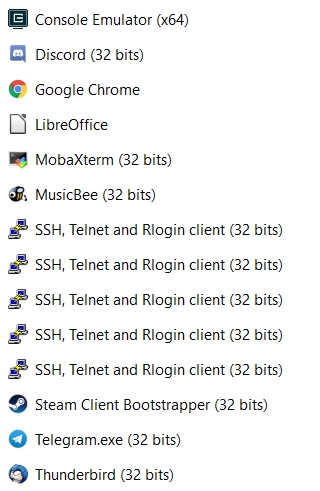 Console Emulator (x64)
Discord (32 bits)
Google Chrome
LibreOffice
MobaXterm (32 bits)
MusicBee (32 bits)
SSH, Telnet and Rlogin client (32 bits)
SSH, Telnet and Rlogin client (32 bits)
SSH, Telnet and Rlogin client (32 bits)
SSH, Telnet and Rlogin client (32 bits)
SSH, Telnet and Rlogin client (32 bits)
Steam Client Bootstrapper (32 bits)
Telegram.exe (32 bits)
Thunderbird (32 bits)